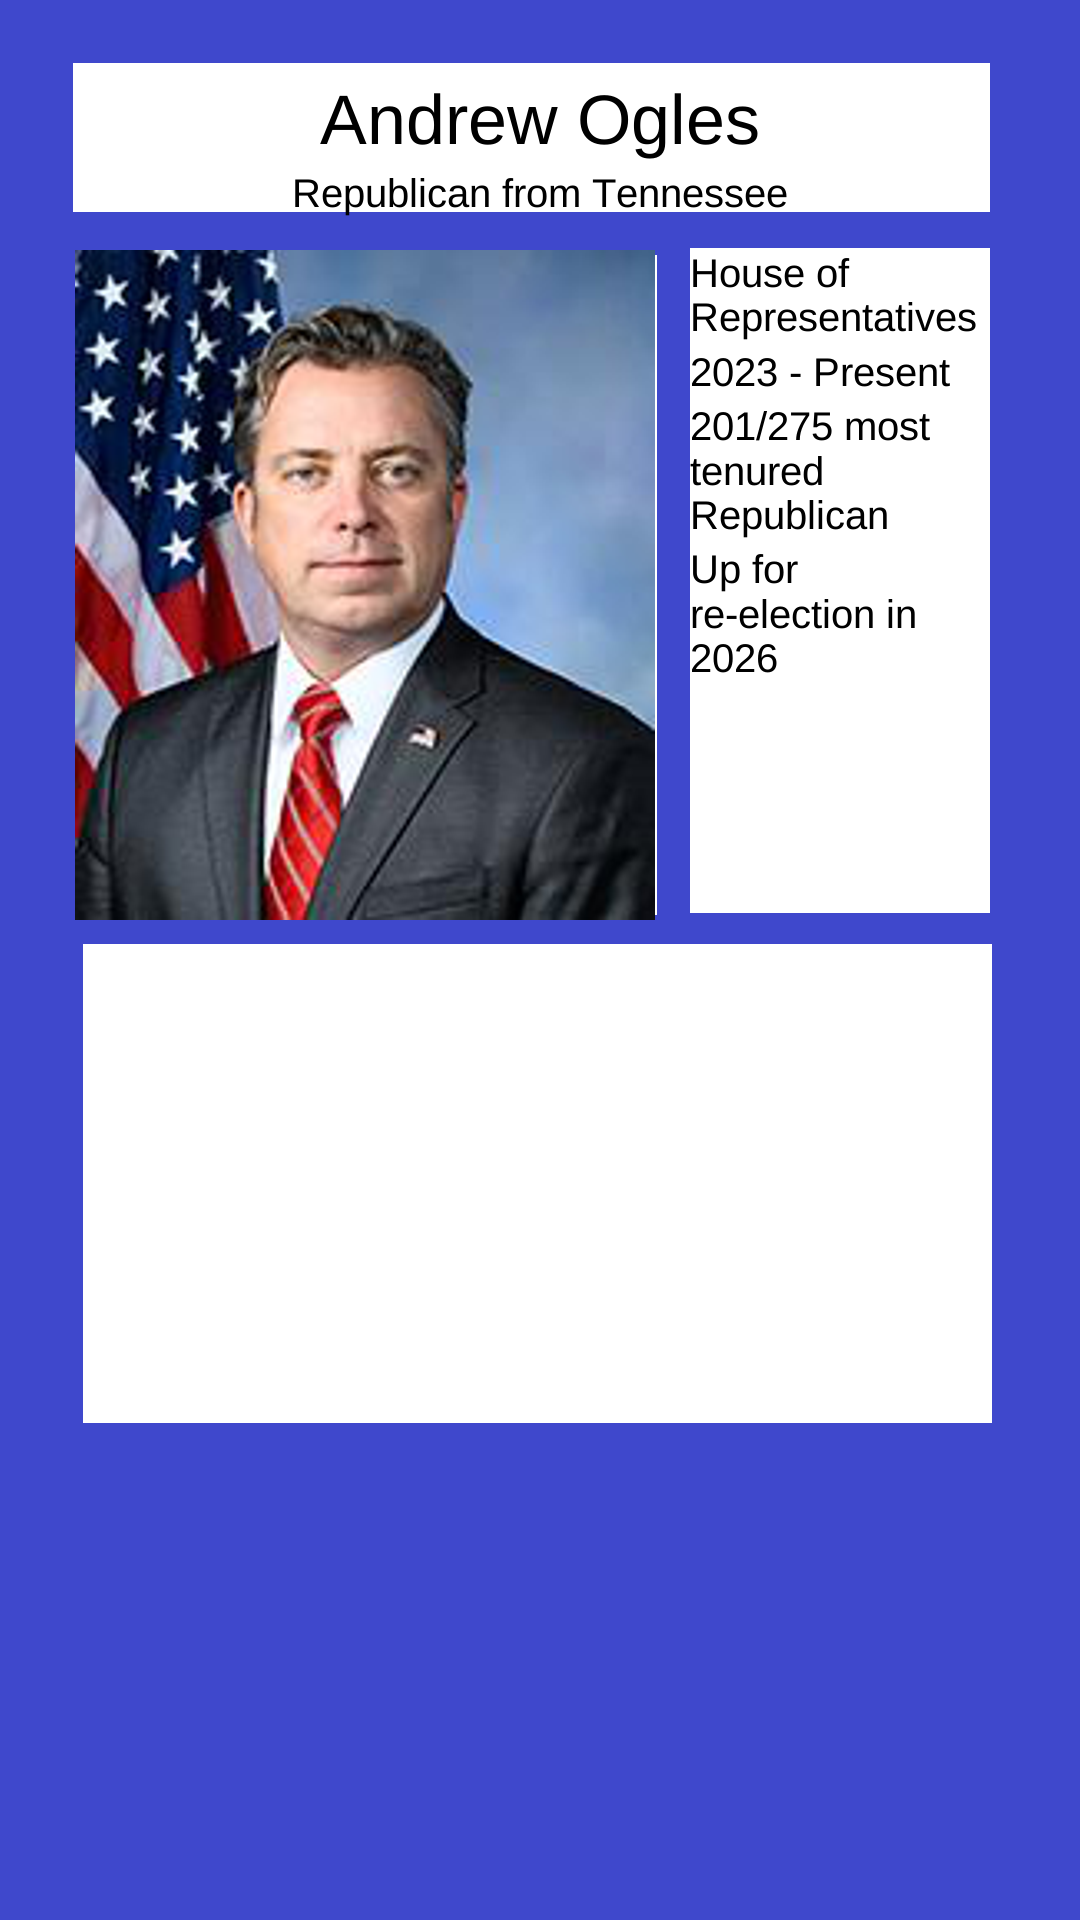 Andrew Ogles
Republican from Tennessee
House of
Representatives
2023 - Present
201/275 most
tenured
Republican
Up for
re-election in
2026